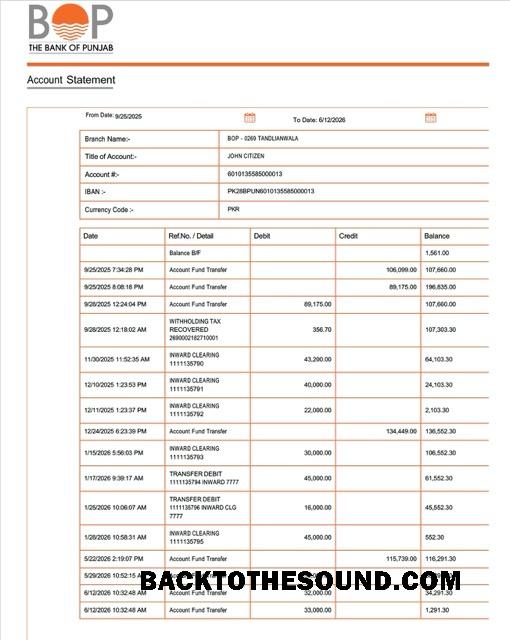 BOP
THE BANK OF PUNJAB
Account Statement
From Date: 9/25/2025 To Date: 6/12/2026
Branch Name:- BOP - 0269 TANDLIANWALA
Title of Account:- JOHN CITIZEN
Account #:- 6010135585000013
IBAN :- PK28BPUN6010135585000013
Currency Code :- PKR
Date Ref.No. / Detail Debit Credit Balance
Balance B/F 1,561.00
9/25/2025 7:34:28 PM Account Fund Transfer 106,099.00 107,660.00
9/25/2025 8:08:18 PM Account Fund Transfer 89,175.00 196,835.00
9/28/2025 12:24:04 PM Account Fund Transfer 89,175.00 107,660.00
WITHHOLDING TAX
9/28/2025 12:18:02 AM RECOVERED 356.70 107,303.30
2690002182710001
INWARD CLEARING
11/30/2025 11:52:35 AM 1111135790 43,200.00 64,103.30
INWARD CLEARING
12/10/2025 1:23:53 PM 1111135791 40,000.00 24,103.30
INWARD CLEARING
12/11/2025 1:23:37 PM 1111135792 22,000.00 2,103.30
12/24/2025 6:23:39 PM Account Fund Transfer 134,449.00 136,552.30
INWARD CLEARING
1/15/2026 5:56:03 PM 1111135793 30,000.00 106,552.30
TRANSFER DEBIT
1/17/2026 9:39:17 AM 1111135794 INWARD 7777 45,000.00 61,552.30
TRANSFER DEBIT
1/25/2026 10:06:07 AM 1111135796 INWARD CLG 16,000.00 45,552.30
7777
INWARD CLEARING
1/28/2026 10:58:31 AM 1111135795 45,000.00 552.30
5/22/2026 2:19:07 PM Account Fund Transfer 115,739.00 116,291.30
5/29/2026 10:52:15 Account Fund Transfer
BACKTOTHESOUND.COM
6/12/2026 10:32:48 AM Account Fund Transfer 32,000.00 34,291.30
6/12/2026 10:32:48 AM Account Fund Transfer 33,000.00 1,291.30